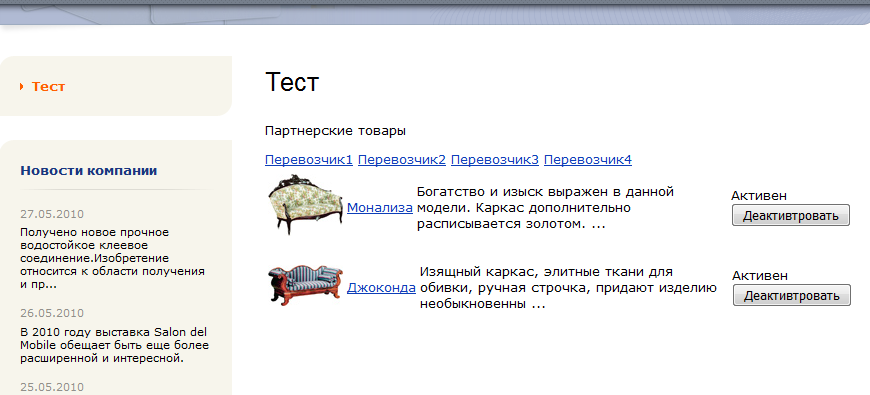 Тест
Новости компании
27.05.2010
Получено новое прочное
водостойкое клеевое
соединение.Изобретение
относится к области получения
и пр...
26.05.2010
В 2010 году выставка Salon del
Mobile обещает быть еще более
расширенной и интересной.
25.05.2010
Тест
Партнерские товары
Перевозчик1 Перевозчик2 Перевозчик3 Перевозчик4
Монализа
Богатство и изыск выражен в данной
модели. Каркас дополнительно
расписывается золотом. ...
Активен
Деактивтровать
Джоконда
Изящный каркас, элитные ткани для
обивки, ручная строчка, придают изделию
необыкновенны ...
Активен
Деактивтровать